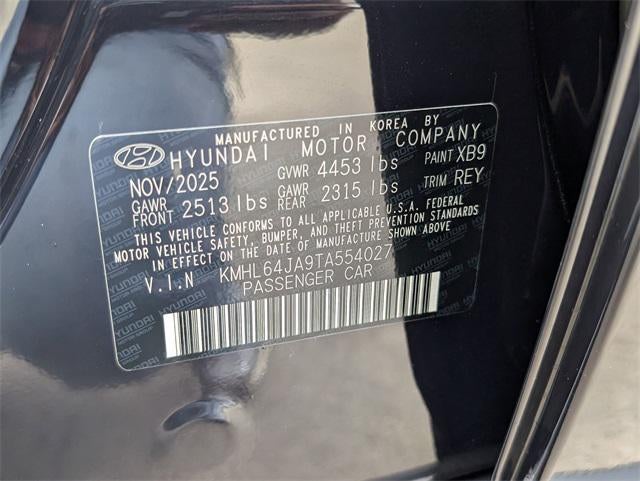 MANUFACTURED IN KOREA BY
HYUNDAI MOTOR COMPANY
NOV/2025 GVWR 4453 lbs PAINT XB9
GAWR FRONT 2513 lbs GAWR REAR 2315 lbs TRIM REY
THIS VEHICLE CONFORMS TO ALL APPLICABLE U.S.A. FEDERAL
MOTOR VEHICLE SAFETY, BUMPER, AND THEFT PREVENTION STANDARDS
IN EFFECT ON THE DATE OF MANUFACTURE SHOWN ABOVE.
V.I.N KMHL64JA9TA554027
PASSENGER CAR